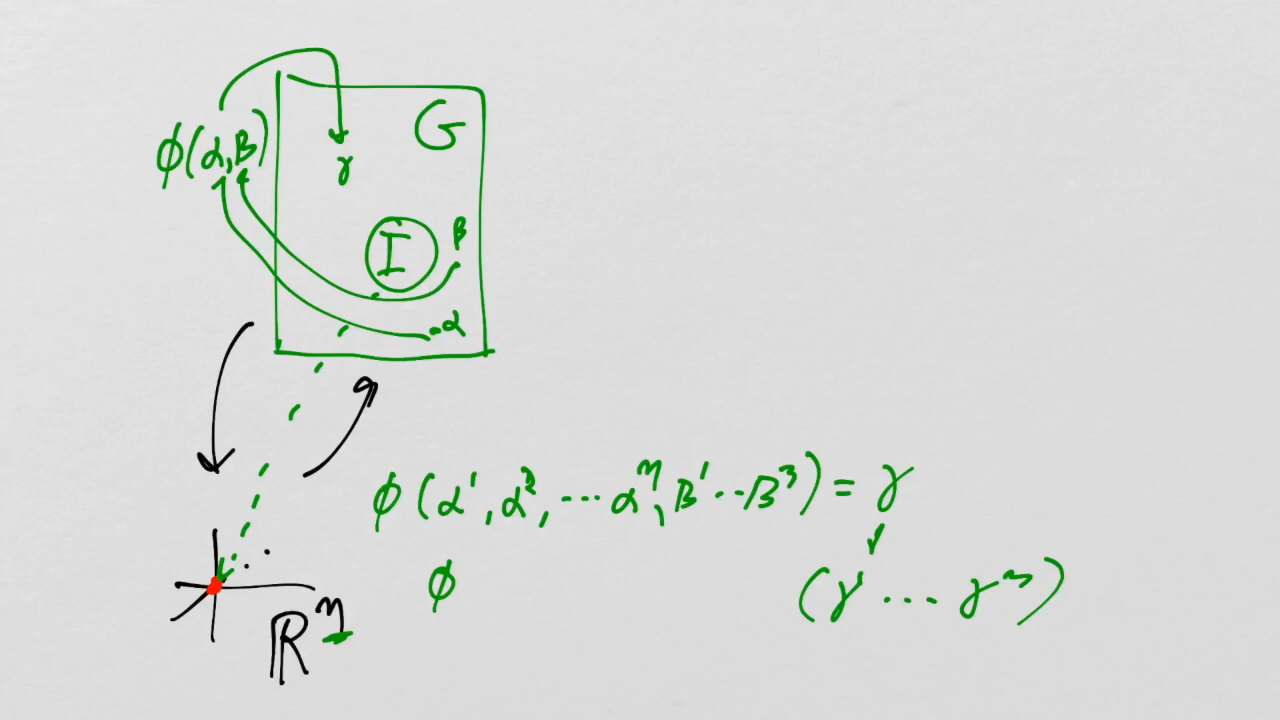 G
ϕ(α,β)
γ
β
I
α
ϕ(α¹,α²,…αⁿ,β¹..βⁿ) = γ
ϕ
(γ¹ … γⁿ)
ℝⁿ